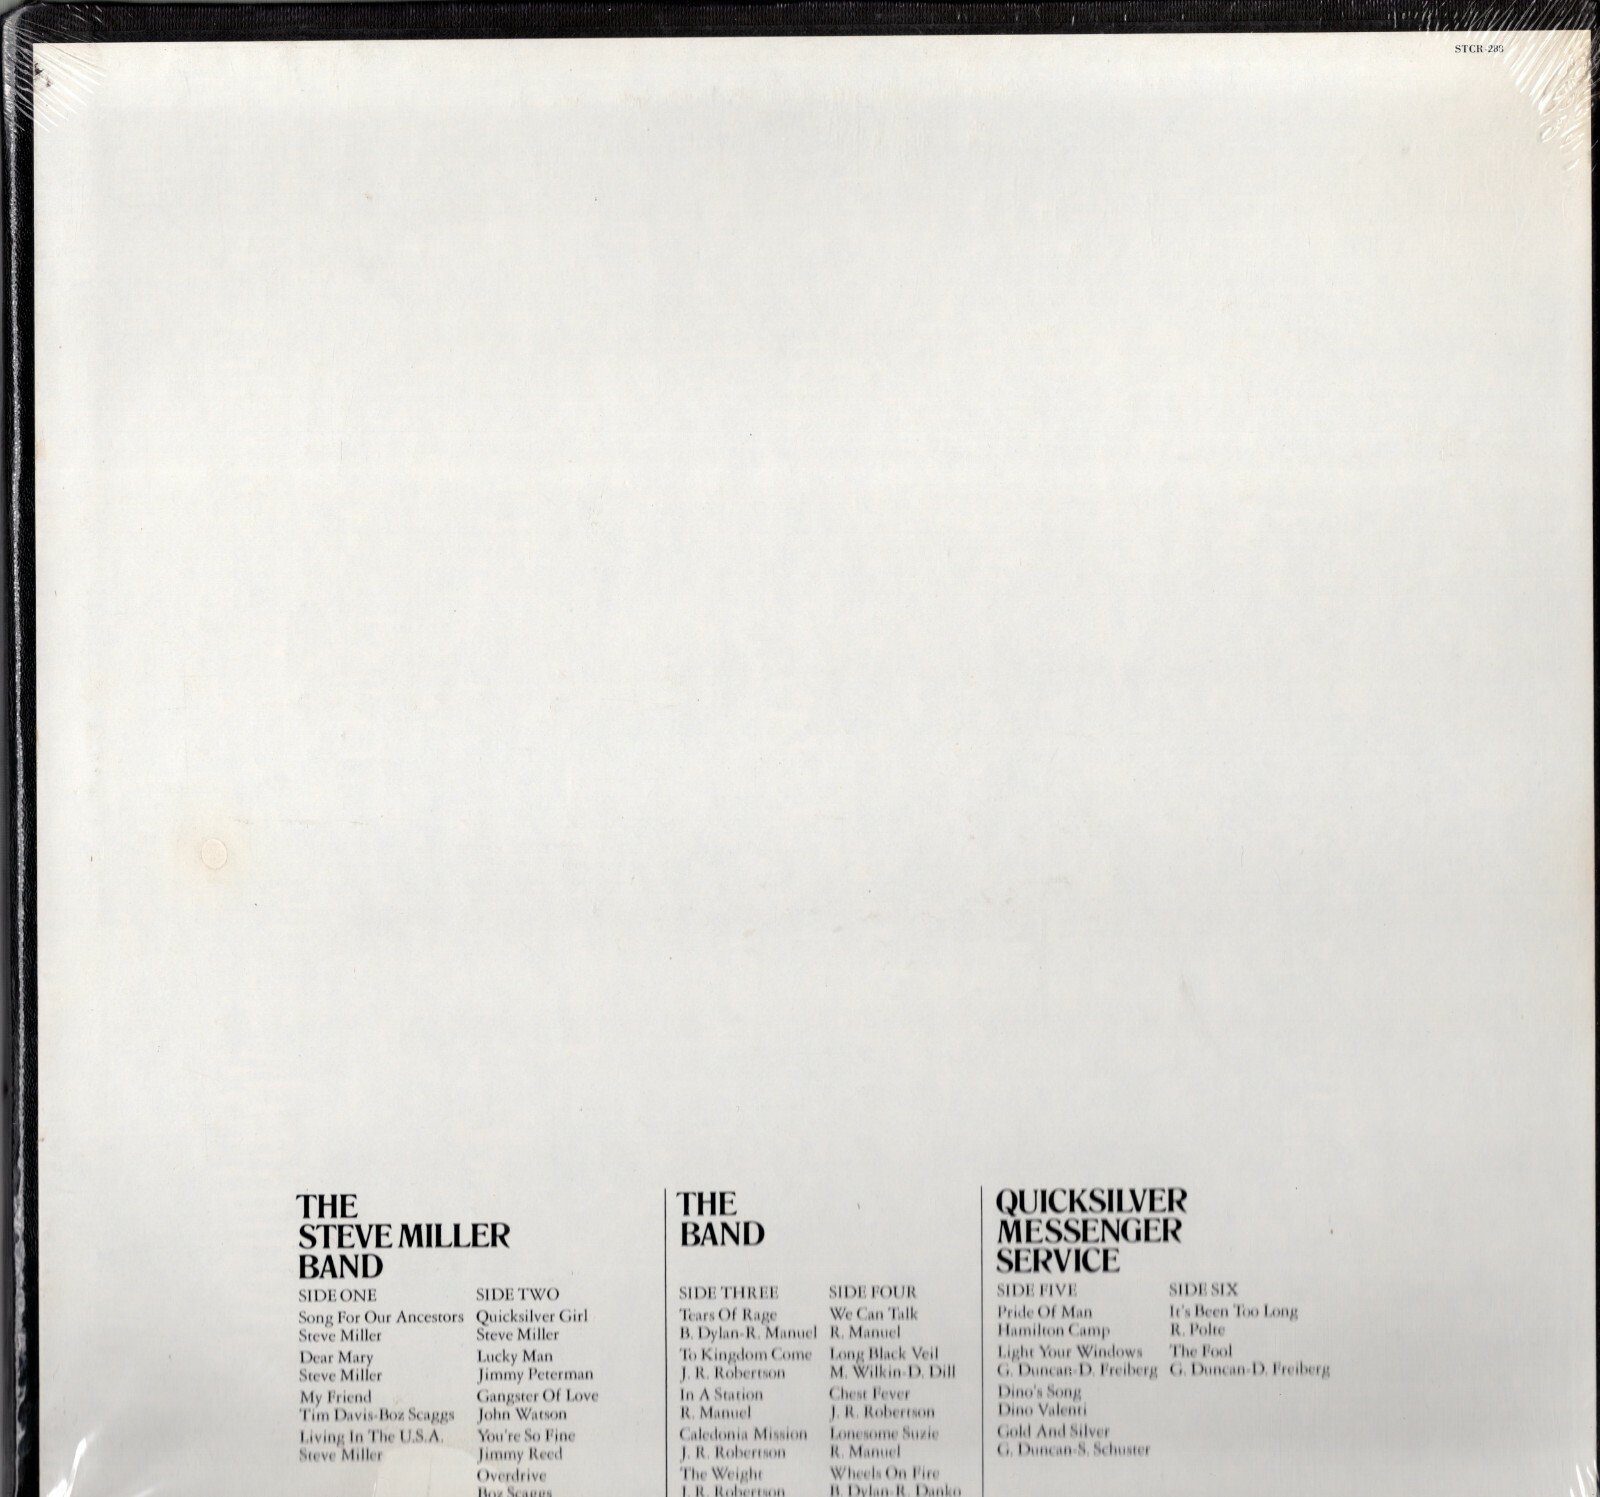 STCR-288
THE
STEVE MILLER
BAND
SIDE ONE
Song For Our Ancestors
Steve Miller
Dear Mary
Steve Miller
My Friend
Tim Davis-Boz Scaggs
Living In The U.S.A.
Steve Miller
SIDE TWO
Quicksilver Girl
Steve Miller
Lucky Man
Jimmy Peterman
Gangster Of Love
John Watson
You're So Fine
Jimmy Reed
Overdrive
Boz Scaggs
THE
BAND
SIDE THREE
Tears Of Rage
B. Dylan-R. Manuel
To Kingdom Come
J. R. Robertson
In A Station
R. Manuel
Caledonia Mission
J. R. Robertson
The Weight
J. R. Robertson
SIDE FOUR
We Can Talk
R. Manuel
Long Black Veil
M. Wilkin-D. Dill
Chest Fever
J. R. Robertson
Lonesome Suzie
R. Manuel
Wheels On Fire
B. Dylan-R. Danko
QUICKSILVER
MESSENGER
SERVICE
SIDE FIVE
Pride Of Man
Hamilton Camp
Light Your Windows
G. Duncan-D. Freiberg
Dino's Song
Dino Valenti
Gold And Silver
G. Duncan-S. Schuster
SIDE SIX
It's Been Too Long
R. Polte
The Fool
G. Duncan-D. Freiberg